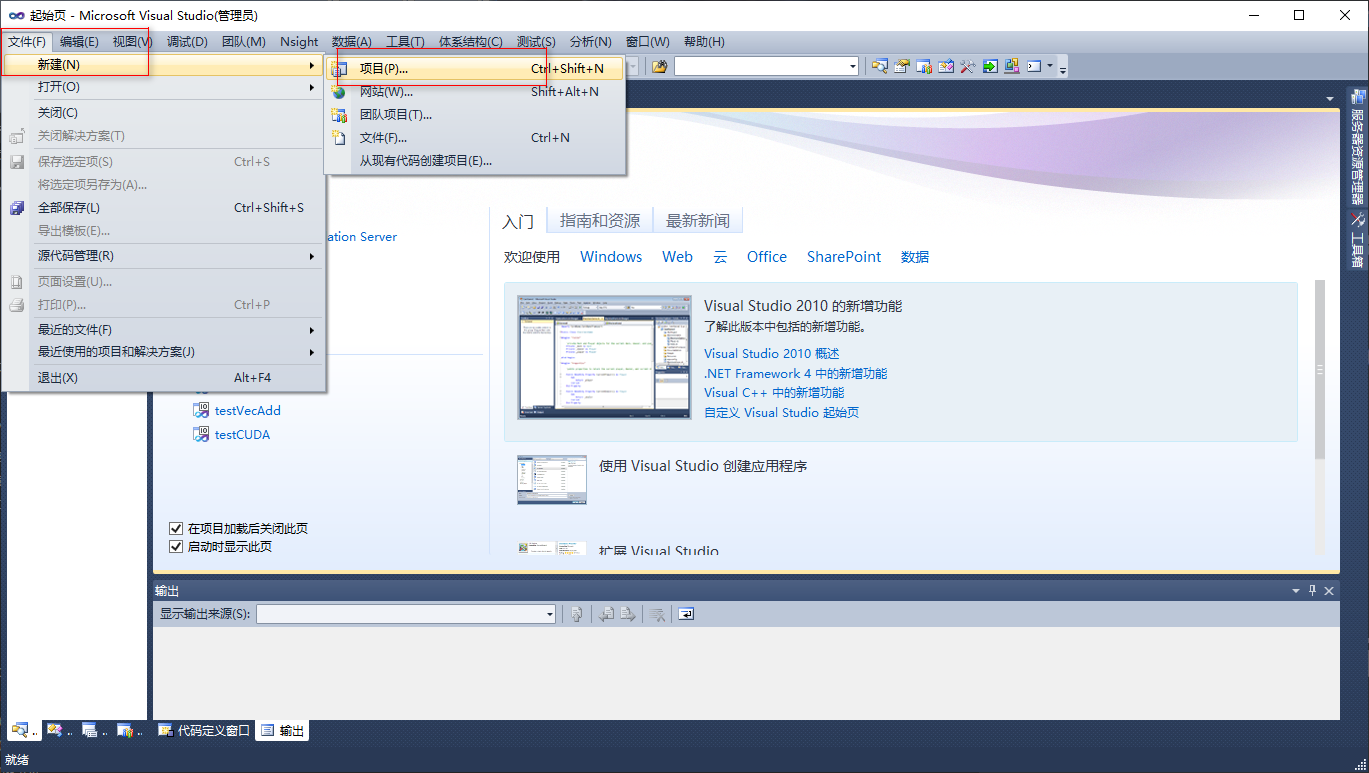 起始页 - Microsoft Visual Studio(管理员)
文件(F) 编辑(E) 视图(V) 调试(D) 团队(M) Nsight 数据(A) 工具(T) 体系结构(C) 测试(S) 分析(N) 窗口(W) 帮助(H)
新建(N)
打开(O)
关闭(C)
关闭解决方案(T)
保存选定项(S) Ctrl+S
将选定项另存为(A)...
全部保存(L) Ctrl+Shift+S
导出模板(E)...
源代码管理(R)
页面设置(U)...
打印(P)... Ctrl+P
最近的文件(F)
最近使用的项目和解决方案(J)
退出(X) Alt+F4
项目(P)... Ctrl+Shift+N
网站(W)... Shift+Alt+N
团队项目(T)...
文件(F)... Ctrl+N
从现有代码创建项目(E)...
ation Server
testVecAdd
testCUDA
在项目加载后关闭此页
启动时显示此页
入门 指南和资源 最新新闻
欢迎使用 Windows Web 云 Office SharePoint 数据
Visual Studio 2010 的新增功能
了解此版本中包括的新增功能。
Visual Studio 2010 概述
.NET Framework 4 中的新增功能
Visual C++ 中的新增功能
自定义 Visual Studio 起始页
使用 Visual Studio 创建应用程序
扩展 Visual Studio
服务器资源管理器
工具箱
输出
显示输出来源(S):
.. .. .. .. 代码定义窗口 输出
就绪